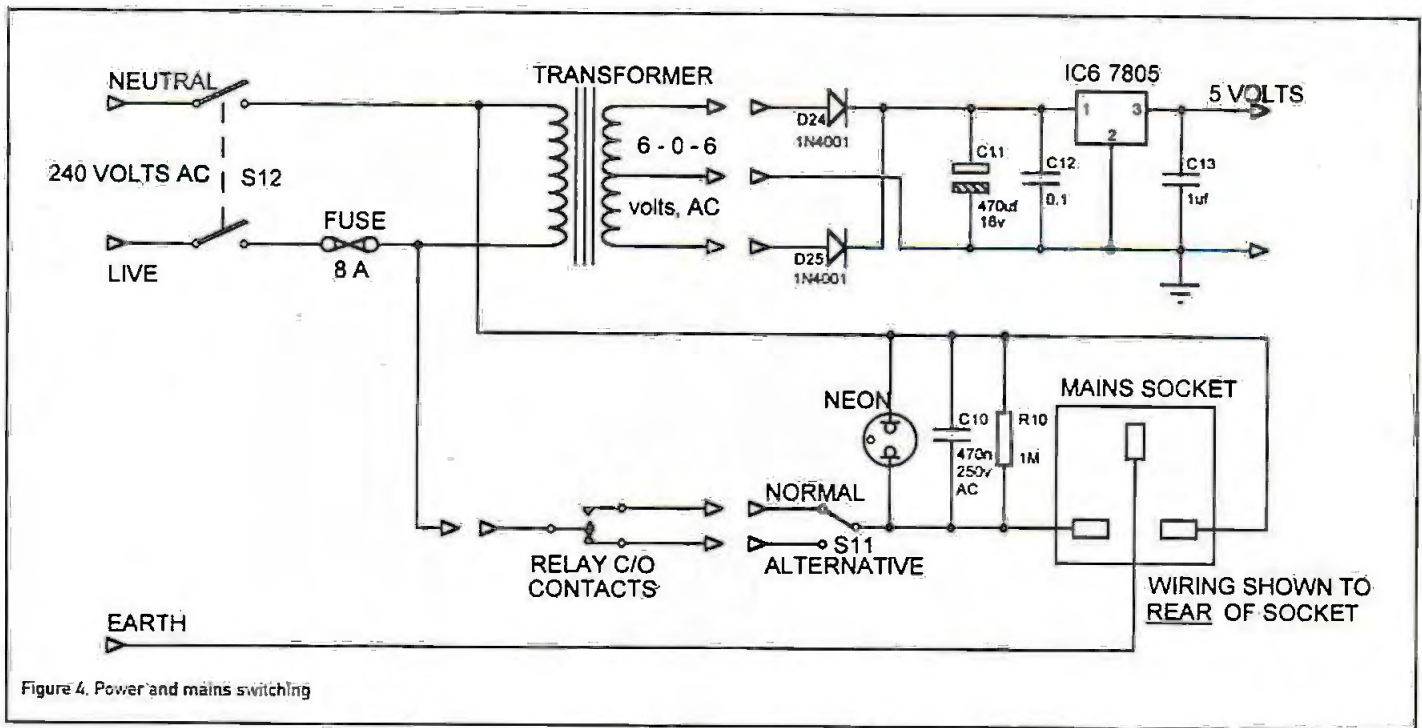 NEUTRAL
240 VOLTS AC
S12
LIVE
FUSE
8 A
TRANSFORMER
6 - 0 - 6
volts, AC
D24
1N4001
D25
1N4001
C11
470uf
16v
C12
0.1
IC6 7805
1
3
2
5 VOLTS
C13
1uf
NEON
C10
470n
250v
AC
R10
1M
MAINS SOCKET
NORMAL
S11
ALTERNATIVE
RELAY C/O
CONTACTS
WIRING SHOWN TO
REAR OF SOCKET
EARTH
Figure 4. Power and mains switching